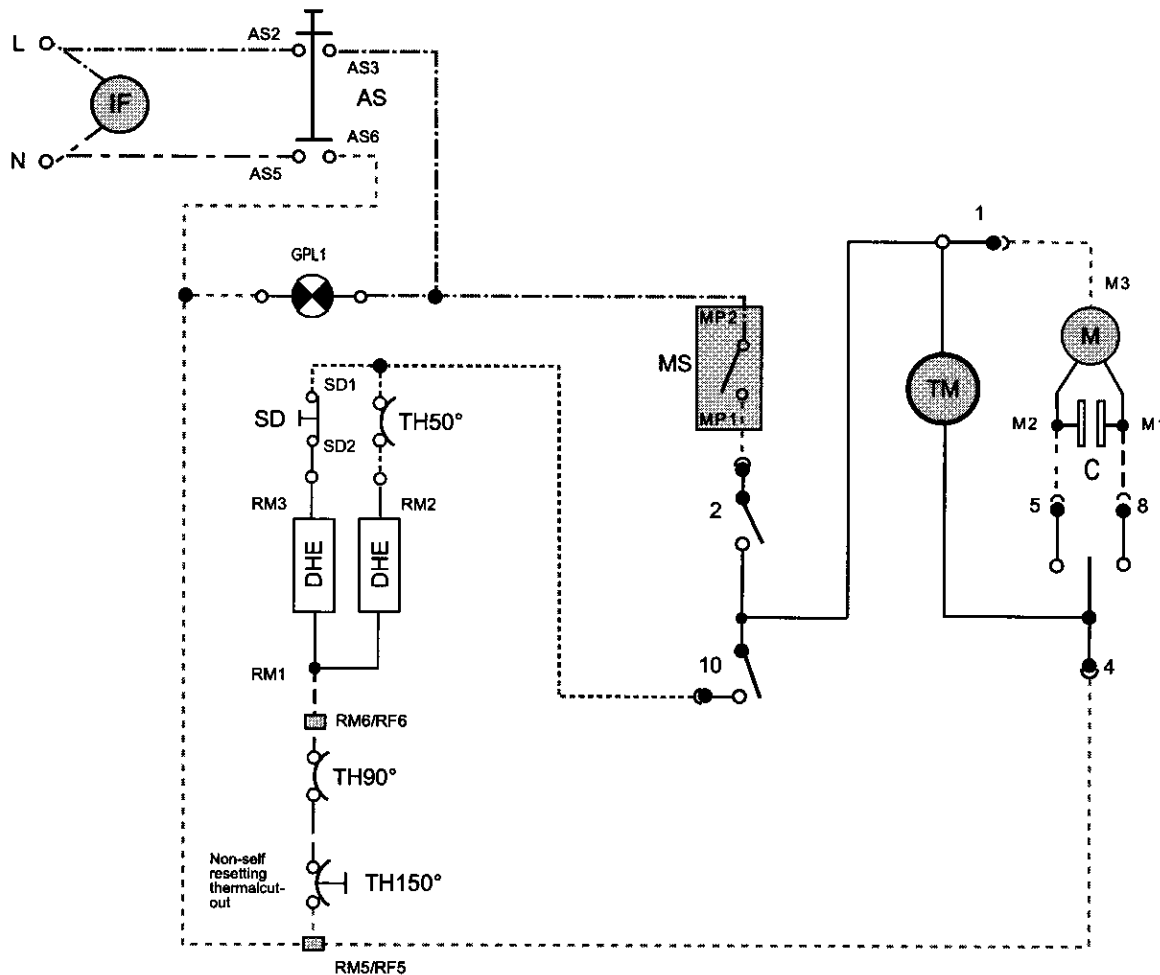 L
IF
N
AS2
AS3
AS
AS6
AS5
GPL1
1
M3
M
MP2
MS
MP1
TM
M2
M1
C
SD1
SD
SD2
TH50°
RM3
RM2
DHE
DHE
2
5
8
10
4
RM1
RM6/RF6
TH90°
Non-self
resetting
thermalcut-
out
TH150°
RM5/RF5